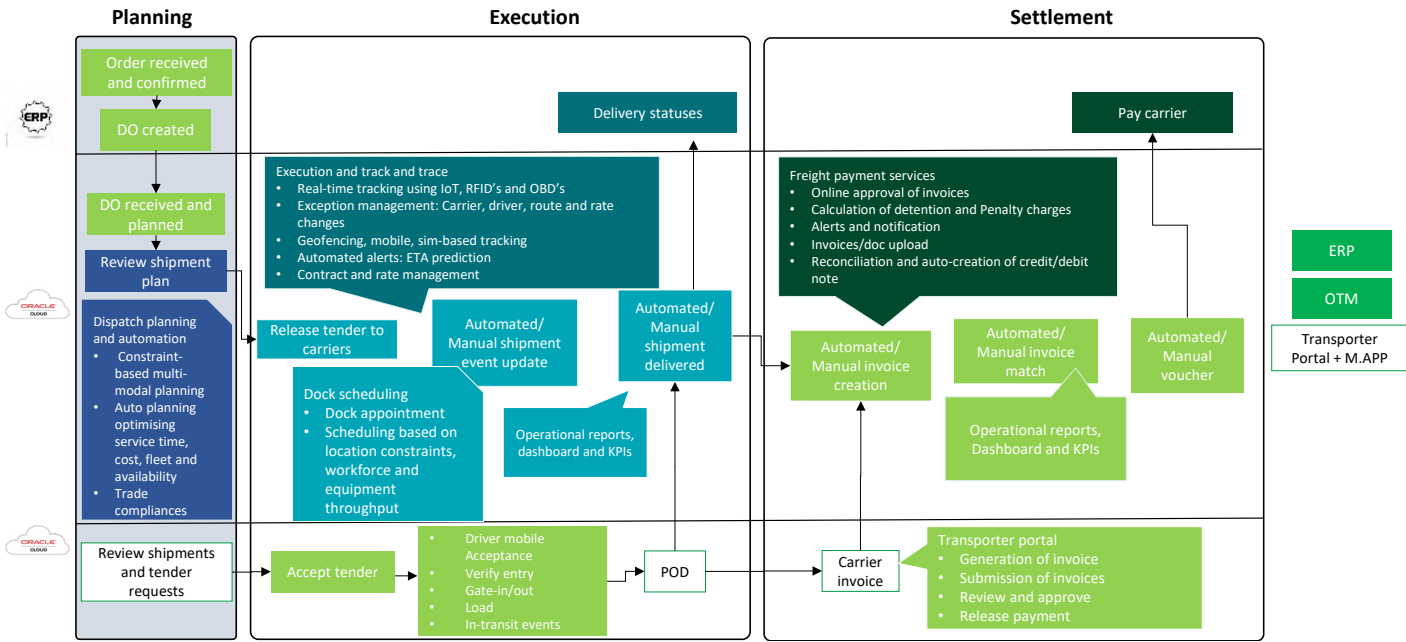 Planning
Execution
Settlement
Order received
and confirmed
ERP
DO created
Delivery statuses
Pay carrier
DO received and
planned
Review shipment
plan
Execution and track and trace
• Real-time tracking using IoT, RFID's and OBD's
• Exception management: Carrier, driver, route and rate
changes
• Geofencing, mobile, sim-based tracking
• Automated alerts: ETA prediction
• Contract and rate management
Freight payment services
• Online approval of invoices
• Calculation of detention and Penalty charges
• Alerts and notification
• Invoices/doc upload
• Reconciliation and auto-creation of credit/debit
note
ERP
OTM
Transporter
Portal + M.APP
ORACLE
CLOUD
Dispatch planning
and automation
• Constraint-
based multi-
modal planning
• Auto planning
optimising
service time,
cost, fleet and
availability
• Trade
compliances
Release tender to
carriers
Automated/
Manual shipment
event update
Automated/
Manual
shipment
delivered
Dock scheduling
• Dock appointment
• Scheduling based on
location constraints,
workforce and
equipment
throughput
Operational reports,
dashboard and KPIs
Automated/
Manual invoice
creation
Automated/
Manual invoice
match
Automated/
Manual
voucher
Operational reports,
Dashboard and KPIs
ORACLE
CLOUD
Review shipments
and tender
requests
Accept tender
• Driver mobile
Acceptance
• Verify entry
• Gate-in/out
• Load
• In-transit events
POD
Carrier
invoice
Transporter portal
• Generation of invoice
• Submission of invoices
• Review and approve
• Release payment